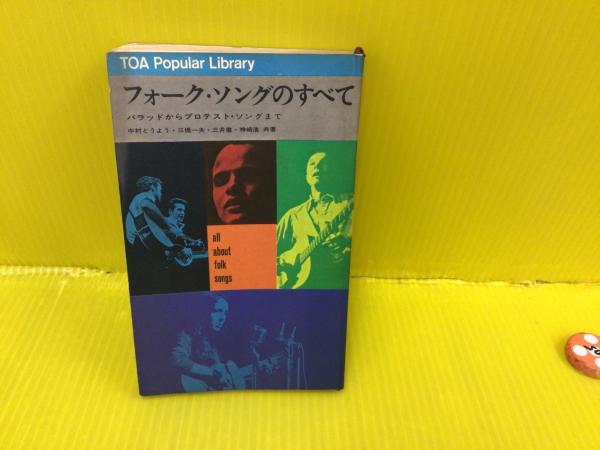 TOA Popular Library
フォーク・ソングのすべて
バラッドからプロテスト・ソングまで
中村とうよう・三橋一夫・三井徹・神崎浩 共著
all
about
folk
songs